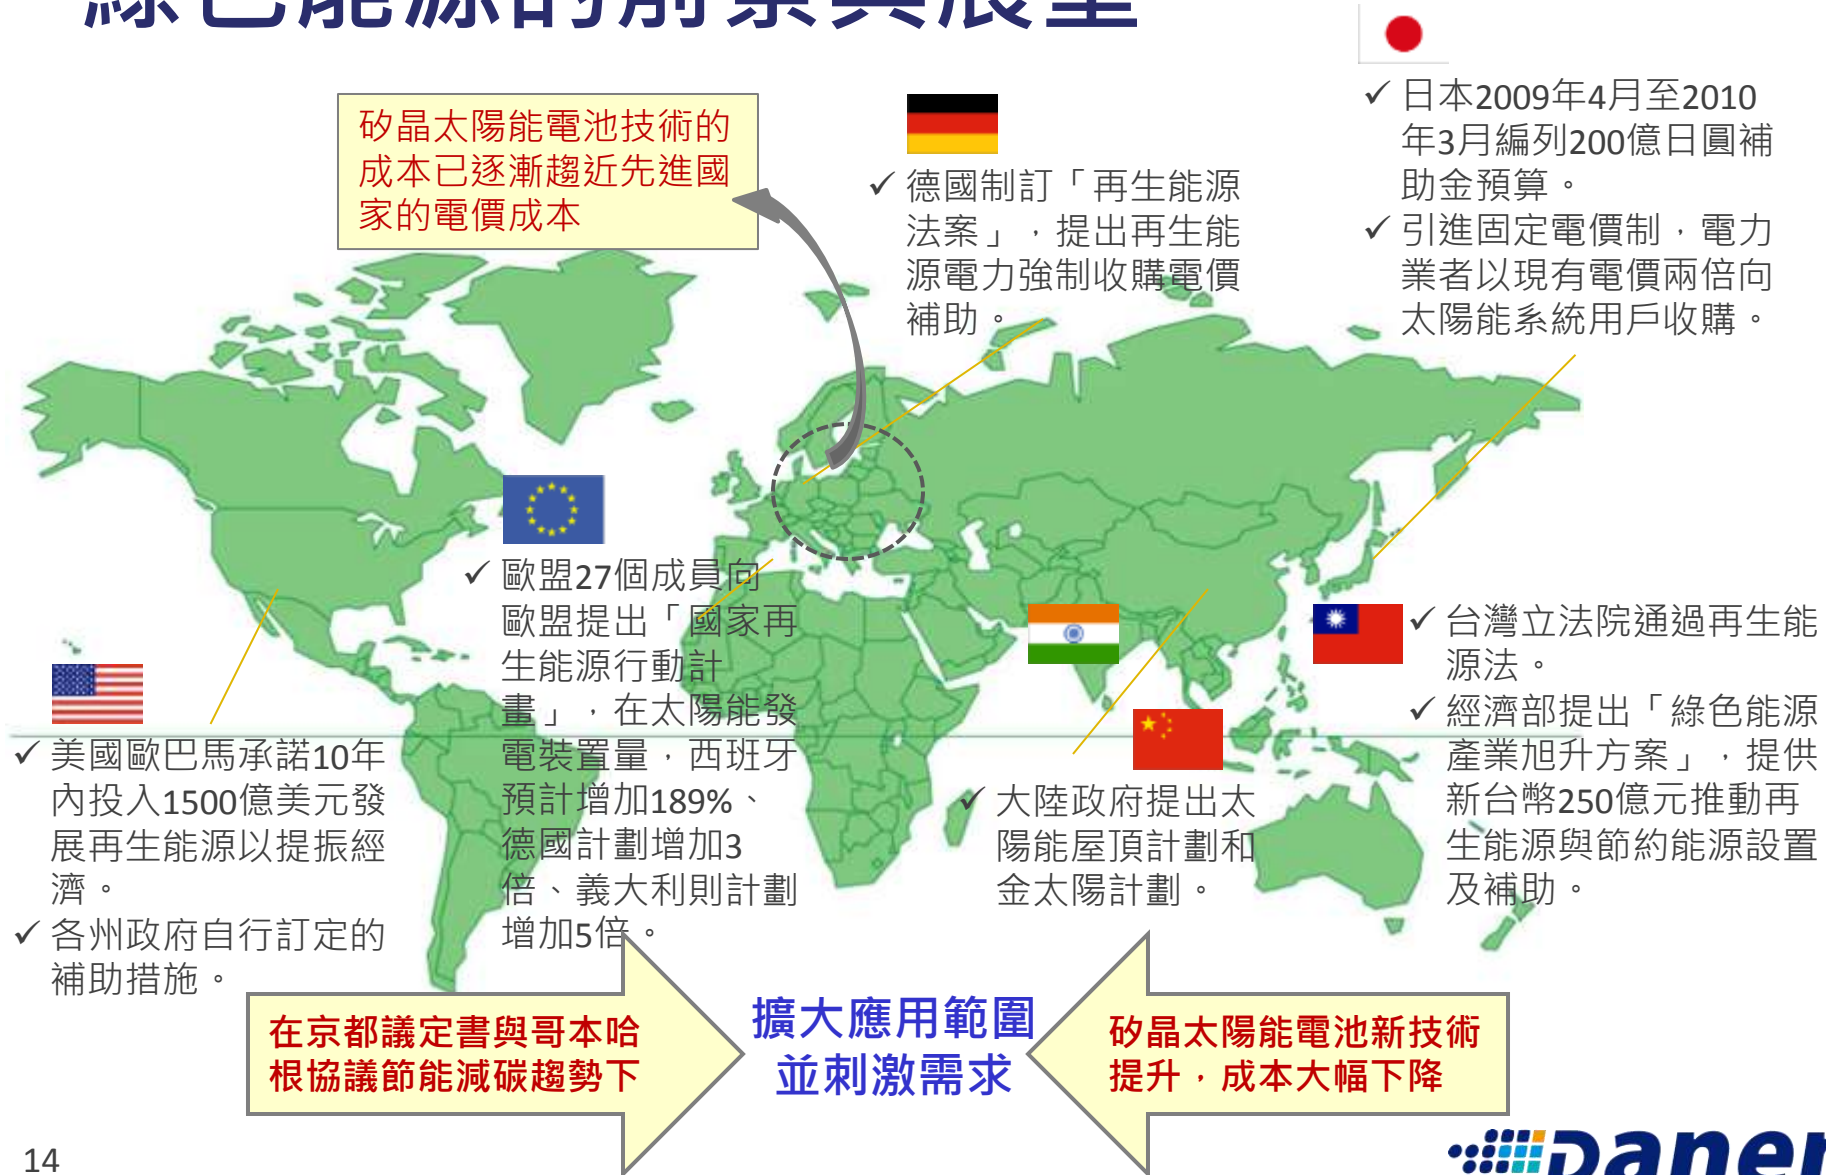 綠色能源的前景與展望
矽晶太陽能電池技術的
成本已逐漸趨近先進國
家的電價成本
✓ 德國制訂「再生能源
法案」，提出再生能
源電力強制收購電價
補助。
✓ 日本2009年4月至2010
年3月編列200億日圓補
助金預算。
✓ 引進固定電價制，電力
業者以現有電價兩倍向
太陽能系統用戶收購。
✓ 歐盟27個成員向
歐盟提出「國家再
生能源行動計
畫」，在太陽能發
電裝置量，西班牙
預計增加189%、
德國計劃增加3
倍、義大利則計劃
增加5倍。
✓ 美國歐巴馬承諾10年
內投入1500億美元發
展再生能源以提振經
濟。
✓ 各州政府自行訂定的
補助措施。
✓ 大陸政府提出太
陽能屋頂計劃和
金太陽計劃。
✓ 台灣立法院通過再生能
源法。
✓ 經濟部提出「綠色能源
產業旭升方案」，提供
新台幣250億元推動再
生能源與節約能源設置
及補助。
在京都議定書與哥本哈
根協議節能減碳趨勢下
擴大應用範圍
並刺激需求
矽晶太陽能電池新技術
提升，成本大幅下降
14